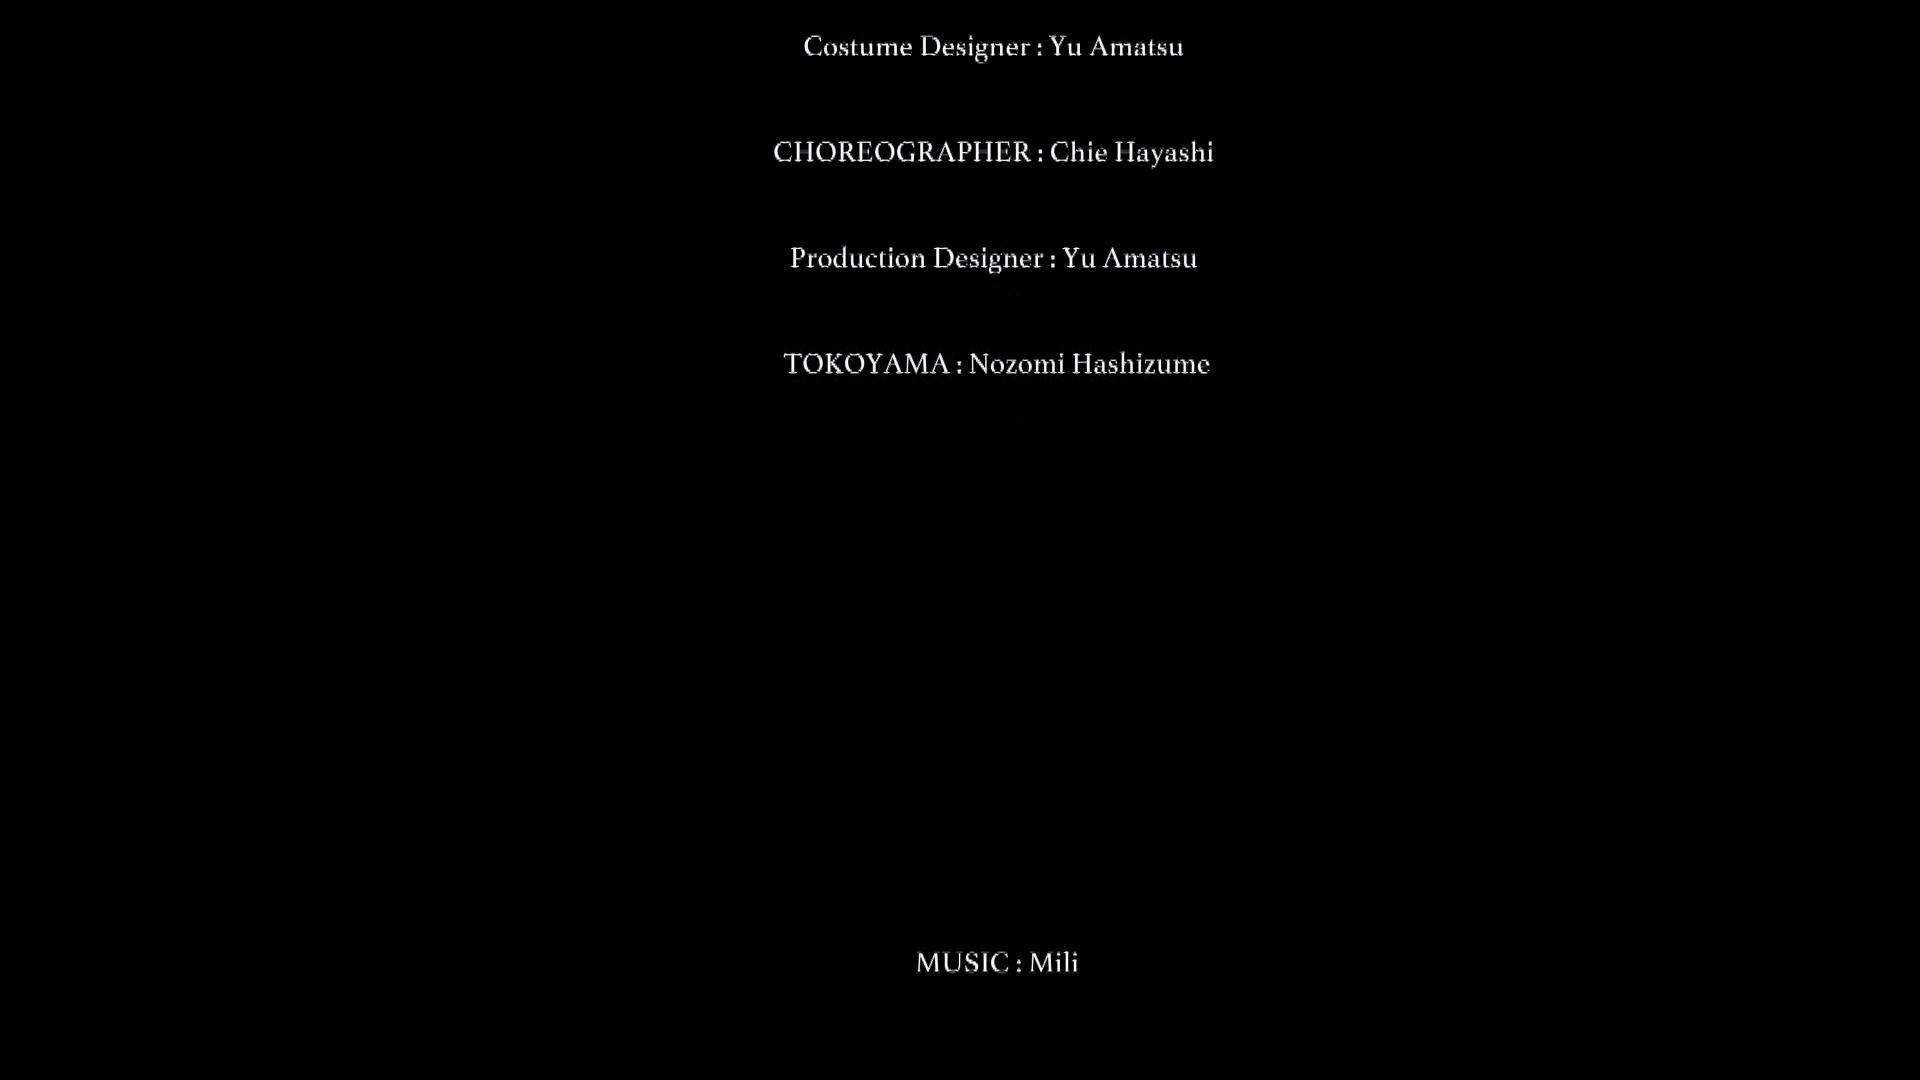 Costume Designer : Yu Amatsu
CHOREOGRAPHER : Chie Hayashi
Production Designer : Yu Amatsu
TOKOYAMA : Nozomi Hashizume
MUSIC : Mili